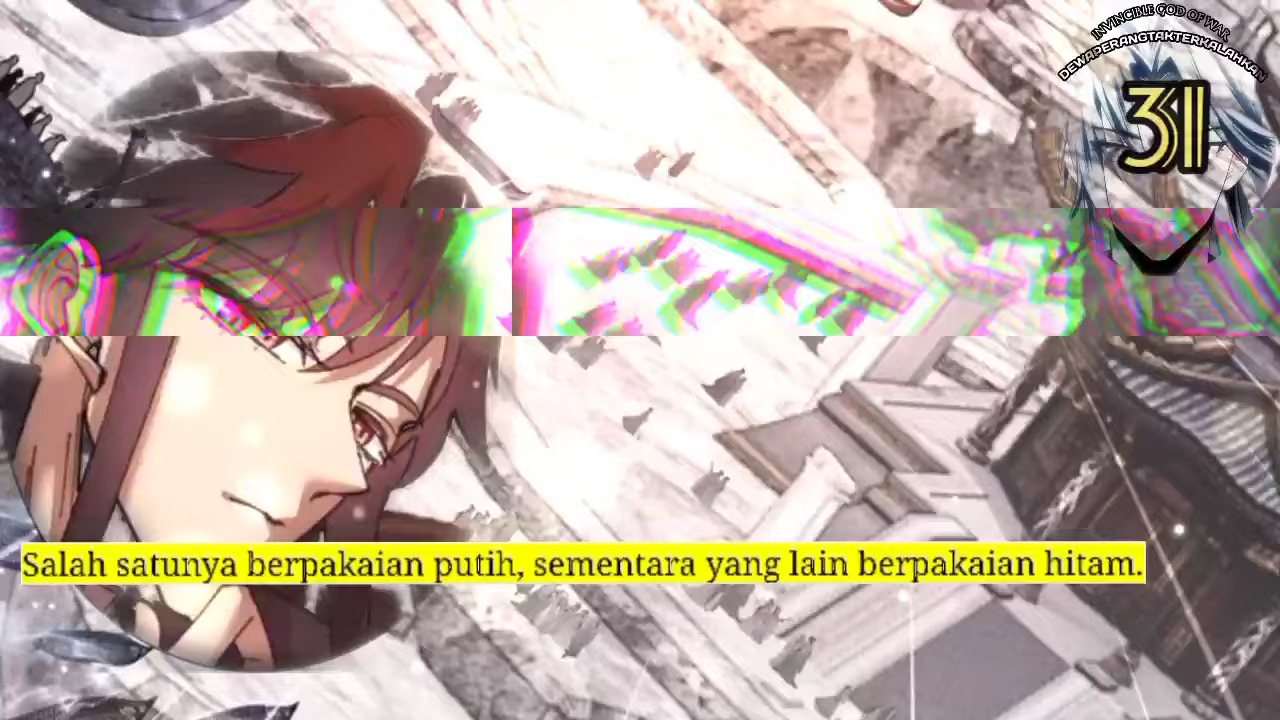 INVINCIBLE GOD OF WAR
DEWAPERANGTAKTERKALAHKAN
31
Salah satunya berpakaian putih, sementara yang lain berpakaian hitam.